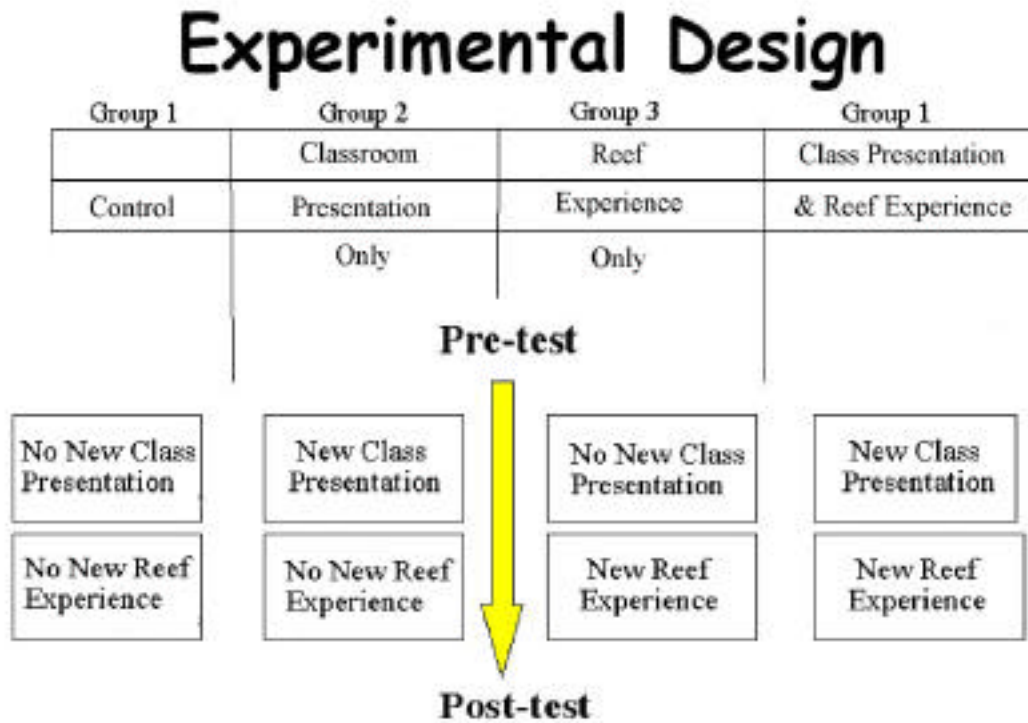 Experimental Design
Group 1 Group 2 Group 3 Group 1
Classroom Reef Class Presentation
Control Presentation Experience & Reef Experience
Only Only
Pre-test
No New Class New Class No New Class New Class
Presentation Presentation Presentation Presentation
No New Reef No New Reef New Reef New Reef
Experience Experience Experience Experience
Post-test